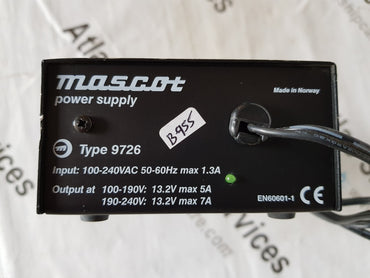 mascot
Made in Norway
power supply
B955
m Type 9726
Input: 100-240VAC 50-60Hz max 1.3A
Output at 100-190V: 13.2V max 5A
190-240V: 13.2V max 7A
EN60601-1 CE
Services